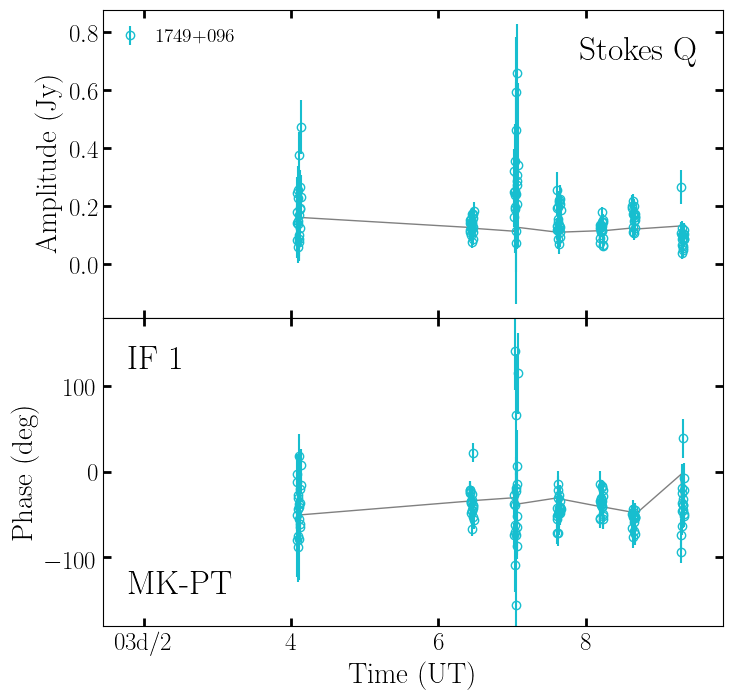 1749+096
Stokes Q
0.8
0.6
0.4
0.2
0.0
Amplitude (Jy)
IF 1
100
0
−100
Phase (deg)
MK-PT
03d/2 4 6 8
Time (UT)